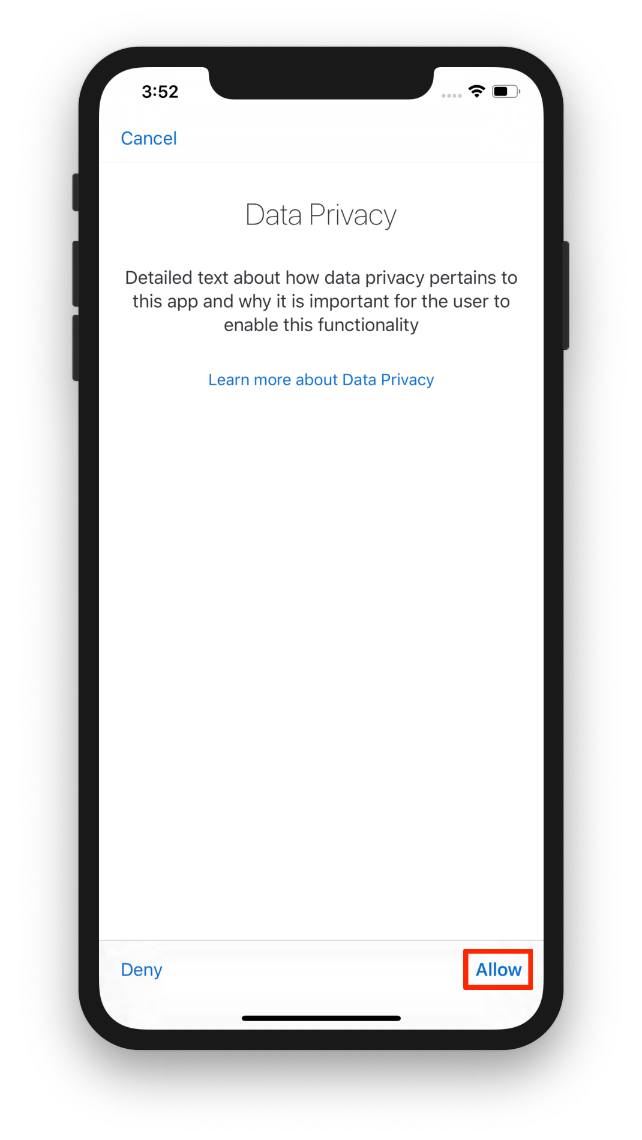 3:52
Cancel
Data Privacy
Detailed text about how data privacy pertains to
this app and why it is important for the user to
enable this functionality
Learn more about Data Privacy
Deny
Allow